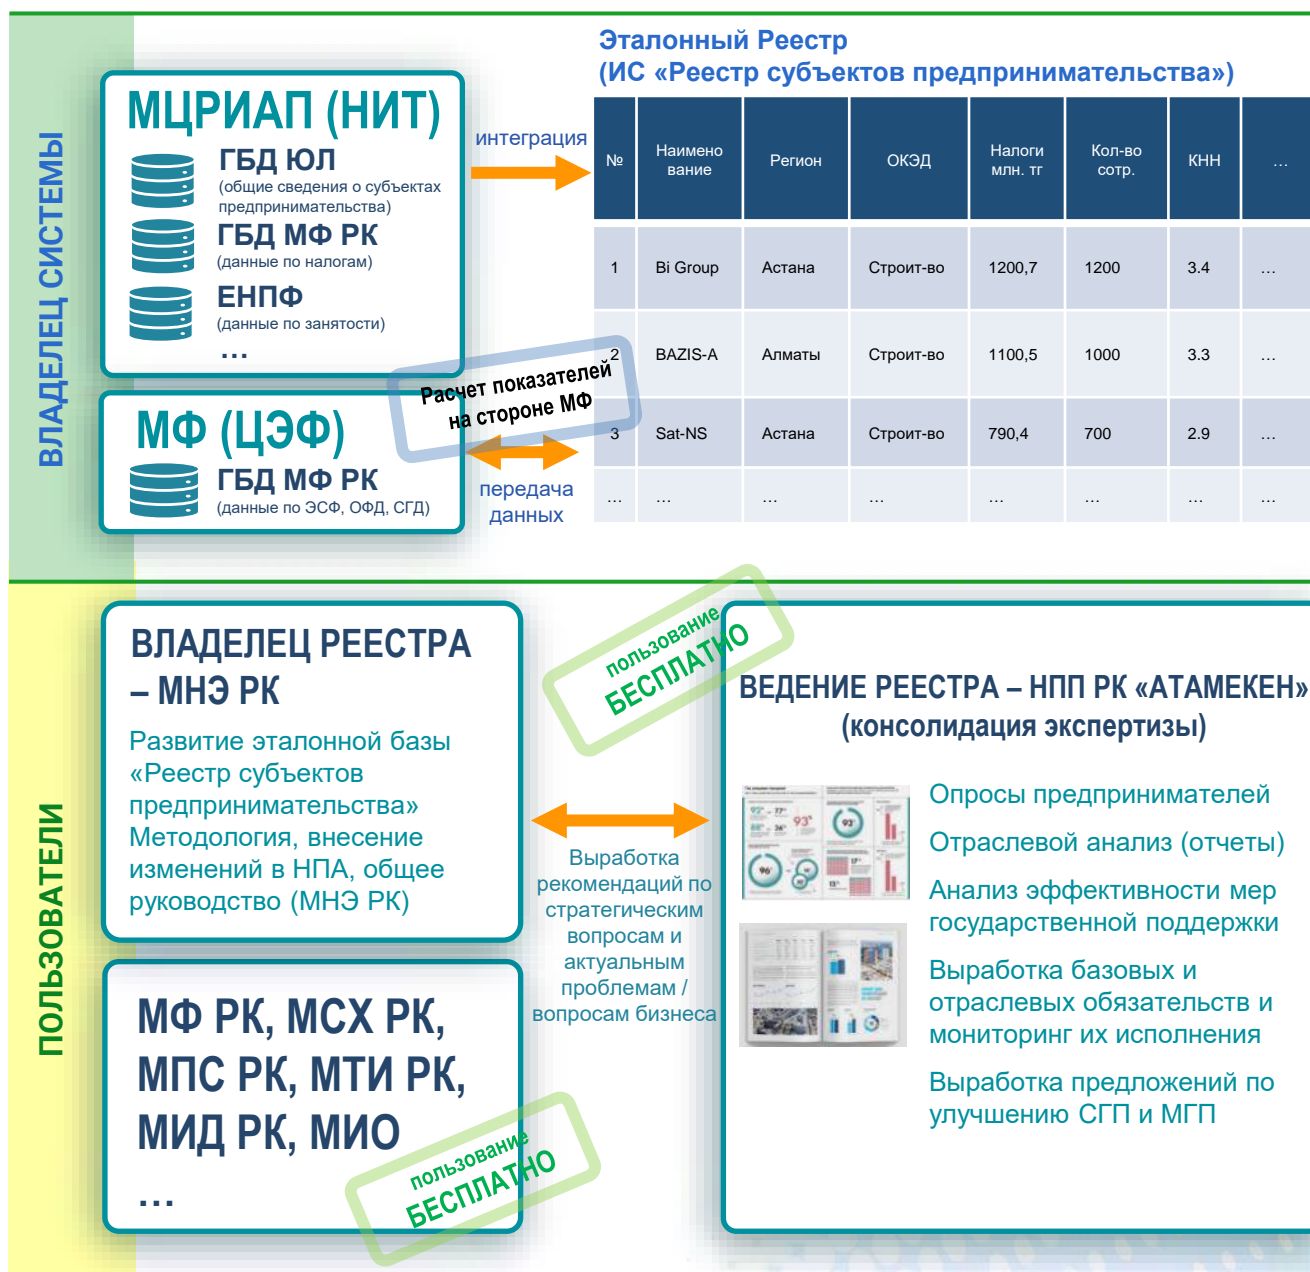 ВЛАДЕЛЕЦ СИСТЕМЫ
МЦРИАП (НИТ)
ГБД ЮЛ
(общие сведения о субъектах
предпринимательства)
ГБД МФ РК
(данные по налогам)
ЕНПФ
(данные по занятости)
...
МФ (ЦЭФ)
ГБД МФ РК
(данные по ЭСФ, ОФД, СГД)
интеграция
Расчет показателей
на стороне МФ
передача
данных
Эталонный Реестр
(ИС «Реестр субъектов предпринимательства»)
№ Наимено вание Регион ОКЭД Налоги млн. тг Кол-во сотр. КНН ...
1 Bi Group Астана Строит-во 1200,7 1200 3.4 ...
2 BAZIS-A Алматы Строит-во 1100,5 1000 3.3 ...
3 Sat-NS Астана Строит-во 790,4 700 2.9 ...
... ... ... ... ... ... ... ...
ПОЛЬЗОВАТЕЛИ
ВЛАДЕЛЕЦ РЕЕСТРА
– МНЭ РК
Развитие эталонной базы
«Реестр субъектов
предпринимательства»
Методология, внесение
изменений в НПА, общее
руководство (МНЭ РК)
МФ РК, МСХ РК,
МПС РК, МТИ РК,
МИД РК, МИО
...
пользование
БЕСПЛАТНО
пользование
БЕСПЛАТНО
Выработка
рекомендаций по
стратегическим
вопросам и
актуальным
проблемам /
вопросам бизнеса
ВЕДЕНИЕ РЕЕСТРА – НПП РК «АТАМЕКЕН»
(консолидация экспертизы)
93%
96%
Опросы предпринимателей
Отраслевой анализ (отчеты)
Анализ эффективности мер
государственной поддержки
Выработка базовых и
отраслевых обязательств и
мониторинг их исполнения
Выработка предложений по
улучшению СГП и МГП